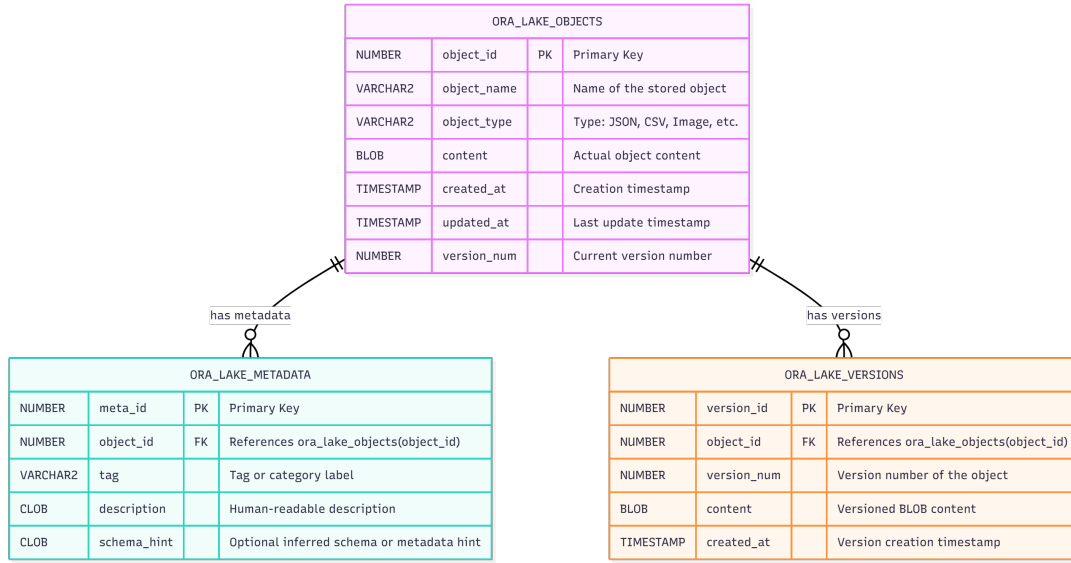 ORA_LAKE_OBJECTS
NUMBER object_id PK Primary Key
VARCHAR2 object_name Name of the stored object
VARCHAR2 object_type Type: JSON, CSV, Image, etc.
BLOB content Actual object content
TIMESTAMP created_at Creation timestamp
TIMESTAMP updated_at Last update timestamp
NUMBER version_num Current version number
has metadata
has versions
ORA_LAKE_METADATA
NUMBER meta_id PK Primary Key
NUMBER object_id FK References ora_lake_objects(object_id)
VARCHAR2 tag Tag or category label
CLOB description Human-readable description
CLOB schema_hint Optional inferred schema or metadata hint
ORA_LAKE_VERSIONS
NUMBER version_id PK Primary Key
NUMBER object_id FK References ora_lake_objects(object_id)
NUMBER version_num Version number of the object
BLOB content Versioned BLOB content
TIMESTAMP created_at Version creation timestamp